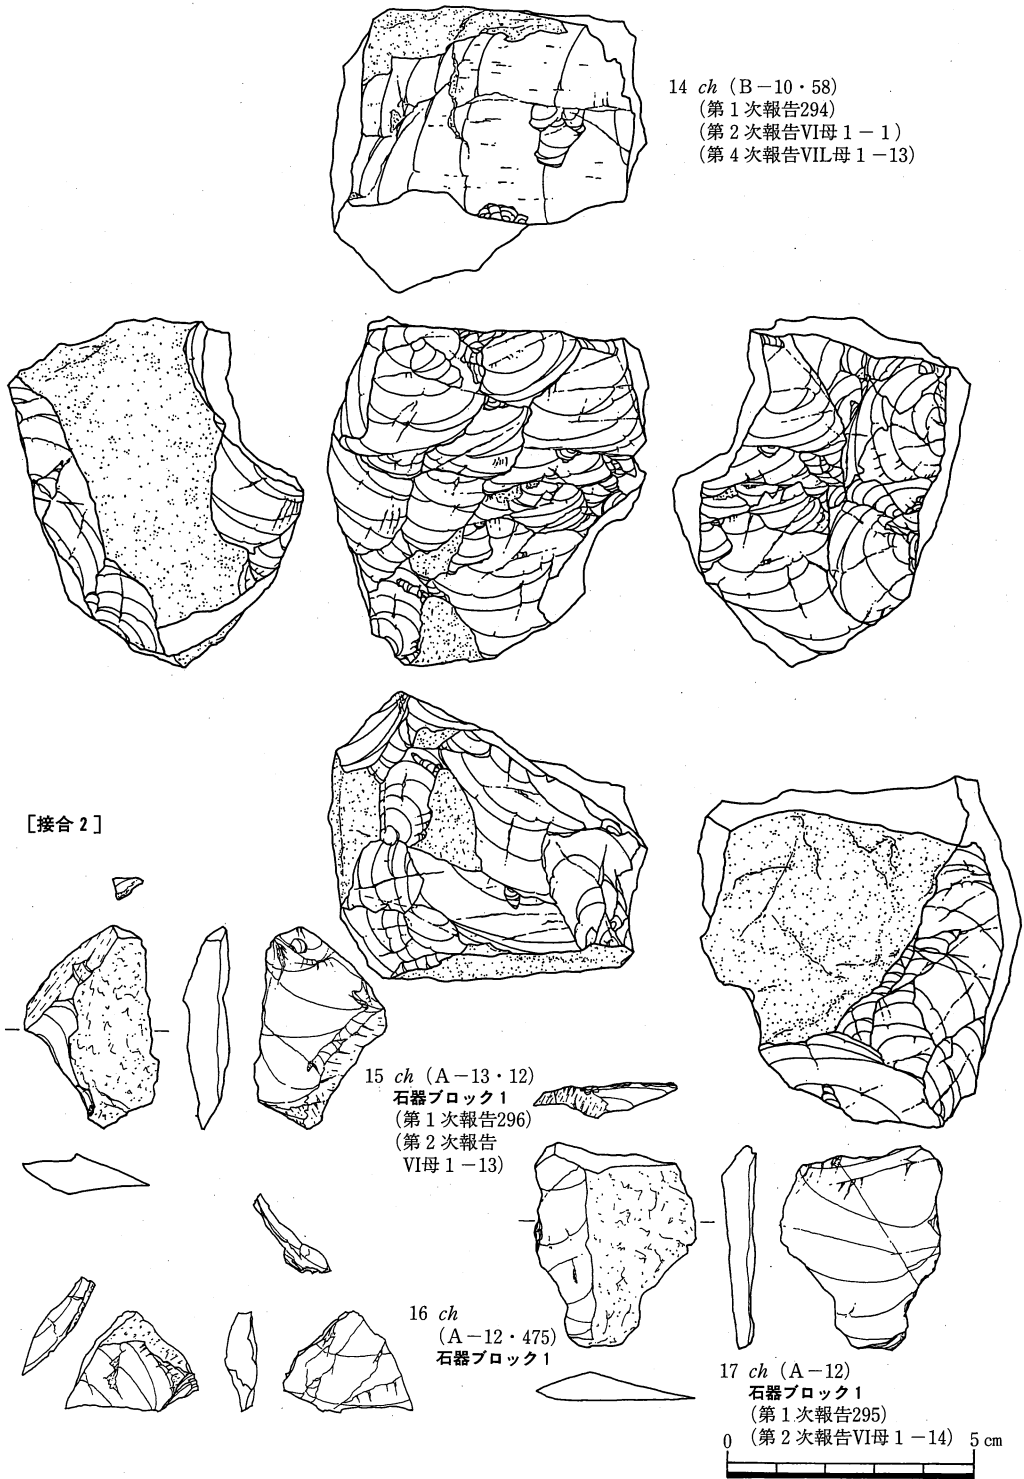 14 ch (B－10・58)
(第1次報告294)
(第2次報告VI母1－1)
(第4次報告VIL母1－13)
[接合2]
15 ch (A－13・12)
石器ブロック1
(第1次報告296)
(第2次報告
VI母1－13)
16 ch
(A－12・475)
石器ブロック1
17 ch (A－12)
石器ブロック1
(第1次報告295)
(第2次報告VI母1－14)
0 5cm